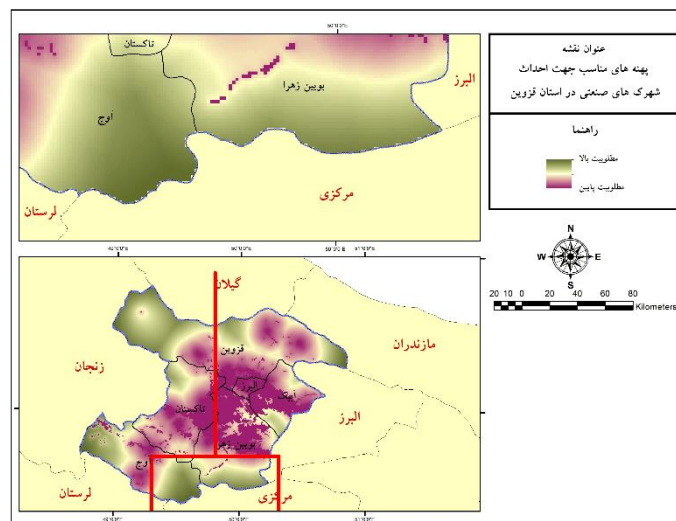 عنوان نقشه
پهنه های مناسب جهت احداث
شهرک های صنعتی در استان قزوین
راهنما
مطلوبیت بالا
مطلوبیت پایین
N
W E
S
20 10 0 20 40 60 80
Kilometers
تاکستان
بویین زهرا
البرز
آوج
مرکزی
لرستان
گیلان
مازندران
قزوین
زنجان
البرز
آبیک
البرز
تاکستان
بویین زهرا
آوج
لرستان
مرکزی